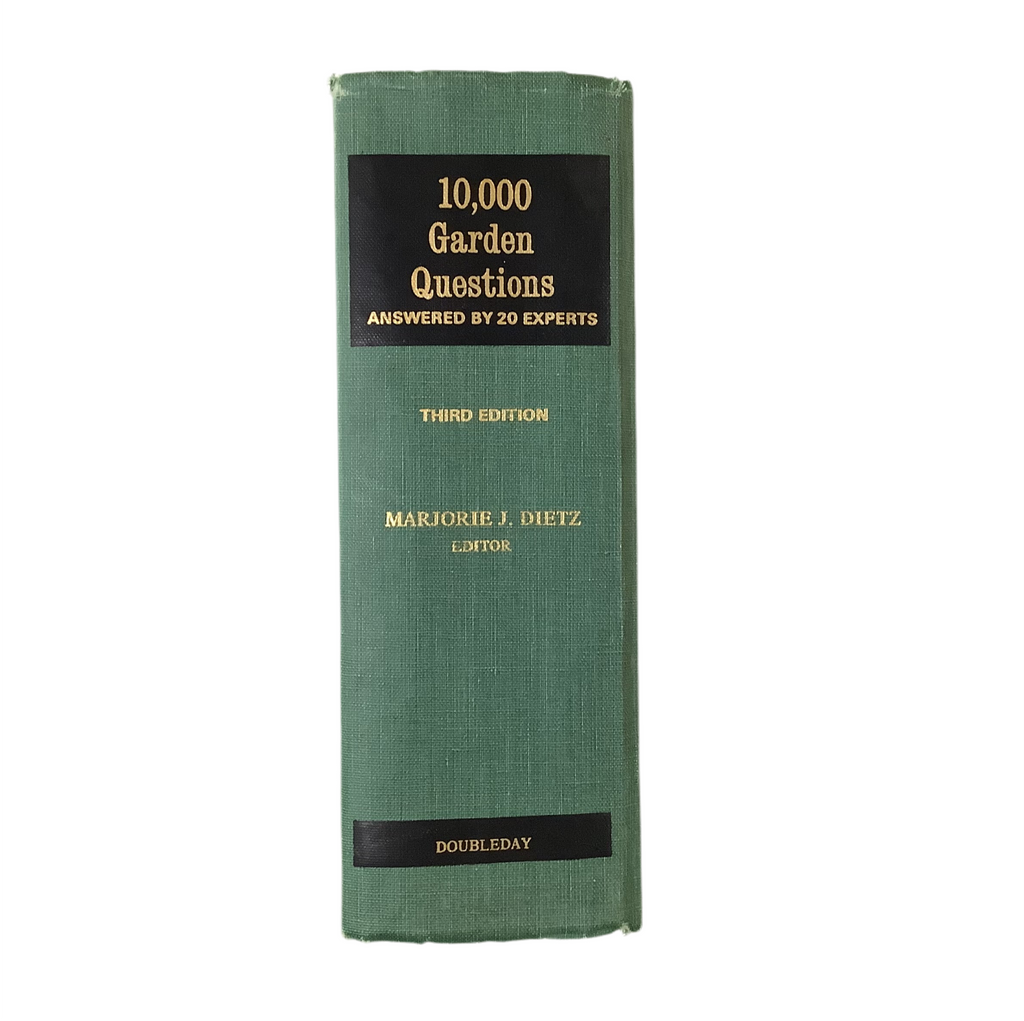 10,000
Garden
Questions
ANSWERED BY 20 EXPERTS
THIRD EDITION
MARJORIE J. DIETZ
EDITOR
DOUBLEDAY